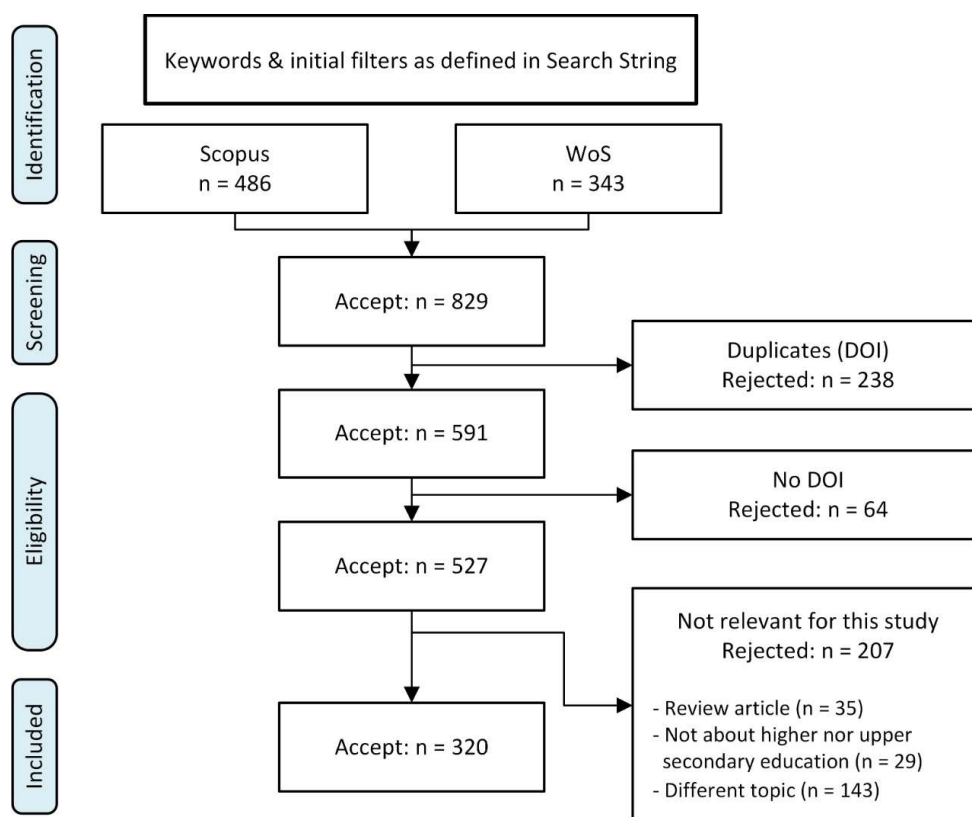 Identification
Keywords & initial filters as defined in Search String
Scopus
n = 486
WoS
n = 343
Screening
Accept: n = 829
Duplicates (DOI)
Rejected: n = 238
Eligibility
Accept: n = 591
No DOI
Rejected: n = 64
Accept: n = 527
Not relevant for this study
Rejected: n = 207
- Review article (n = 35)
- Not about higher nor upper
secondary education (n = 29)
- Different topic (n = 143)
Included
Accept: n = 320